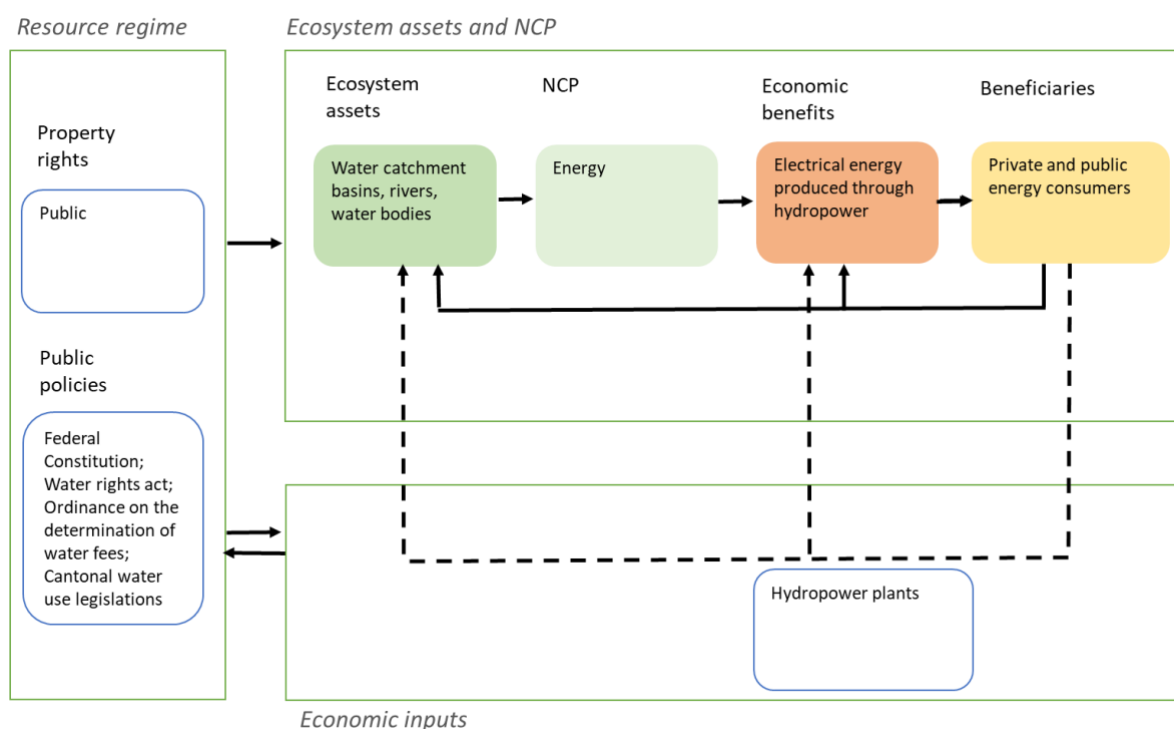 Resource regime
Property
rights
Public
Public
policies
Federal
Constitution;
Water rights act;
Ordinance on the
determination of
water fees;
Cantonal water
use legislations
Ecosystem assets and NCP
Ecosystem
assets
NCP
Economic
benefits
Beneficiaries
Water catchment
basins, rivers,
water bodies
Energy
Electrical energy
produced through
hydropower
Private and public
energy consumers
Hydropower plants
Economic inputs